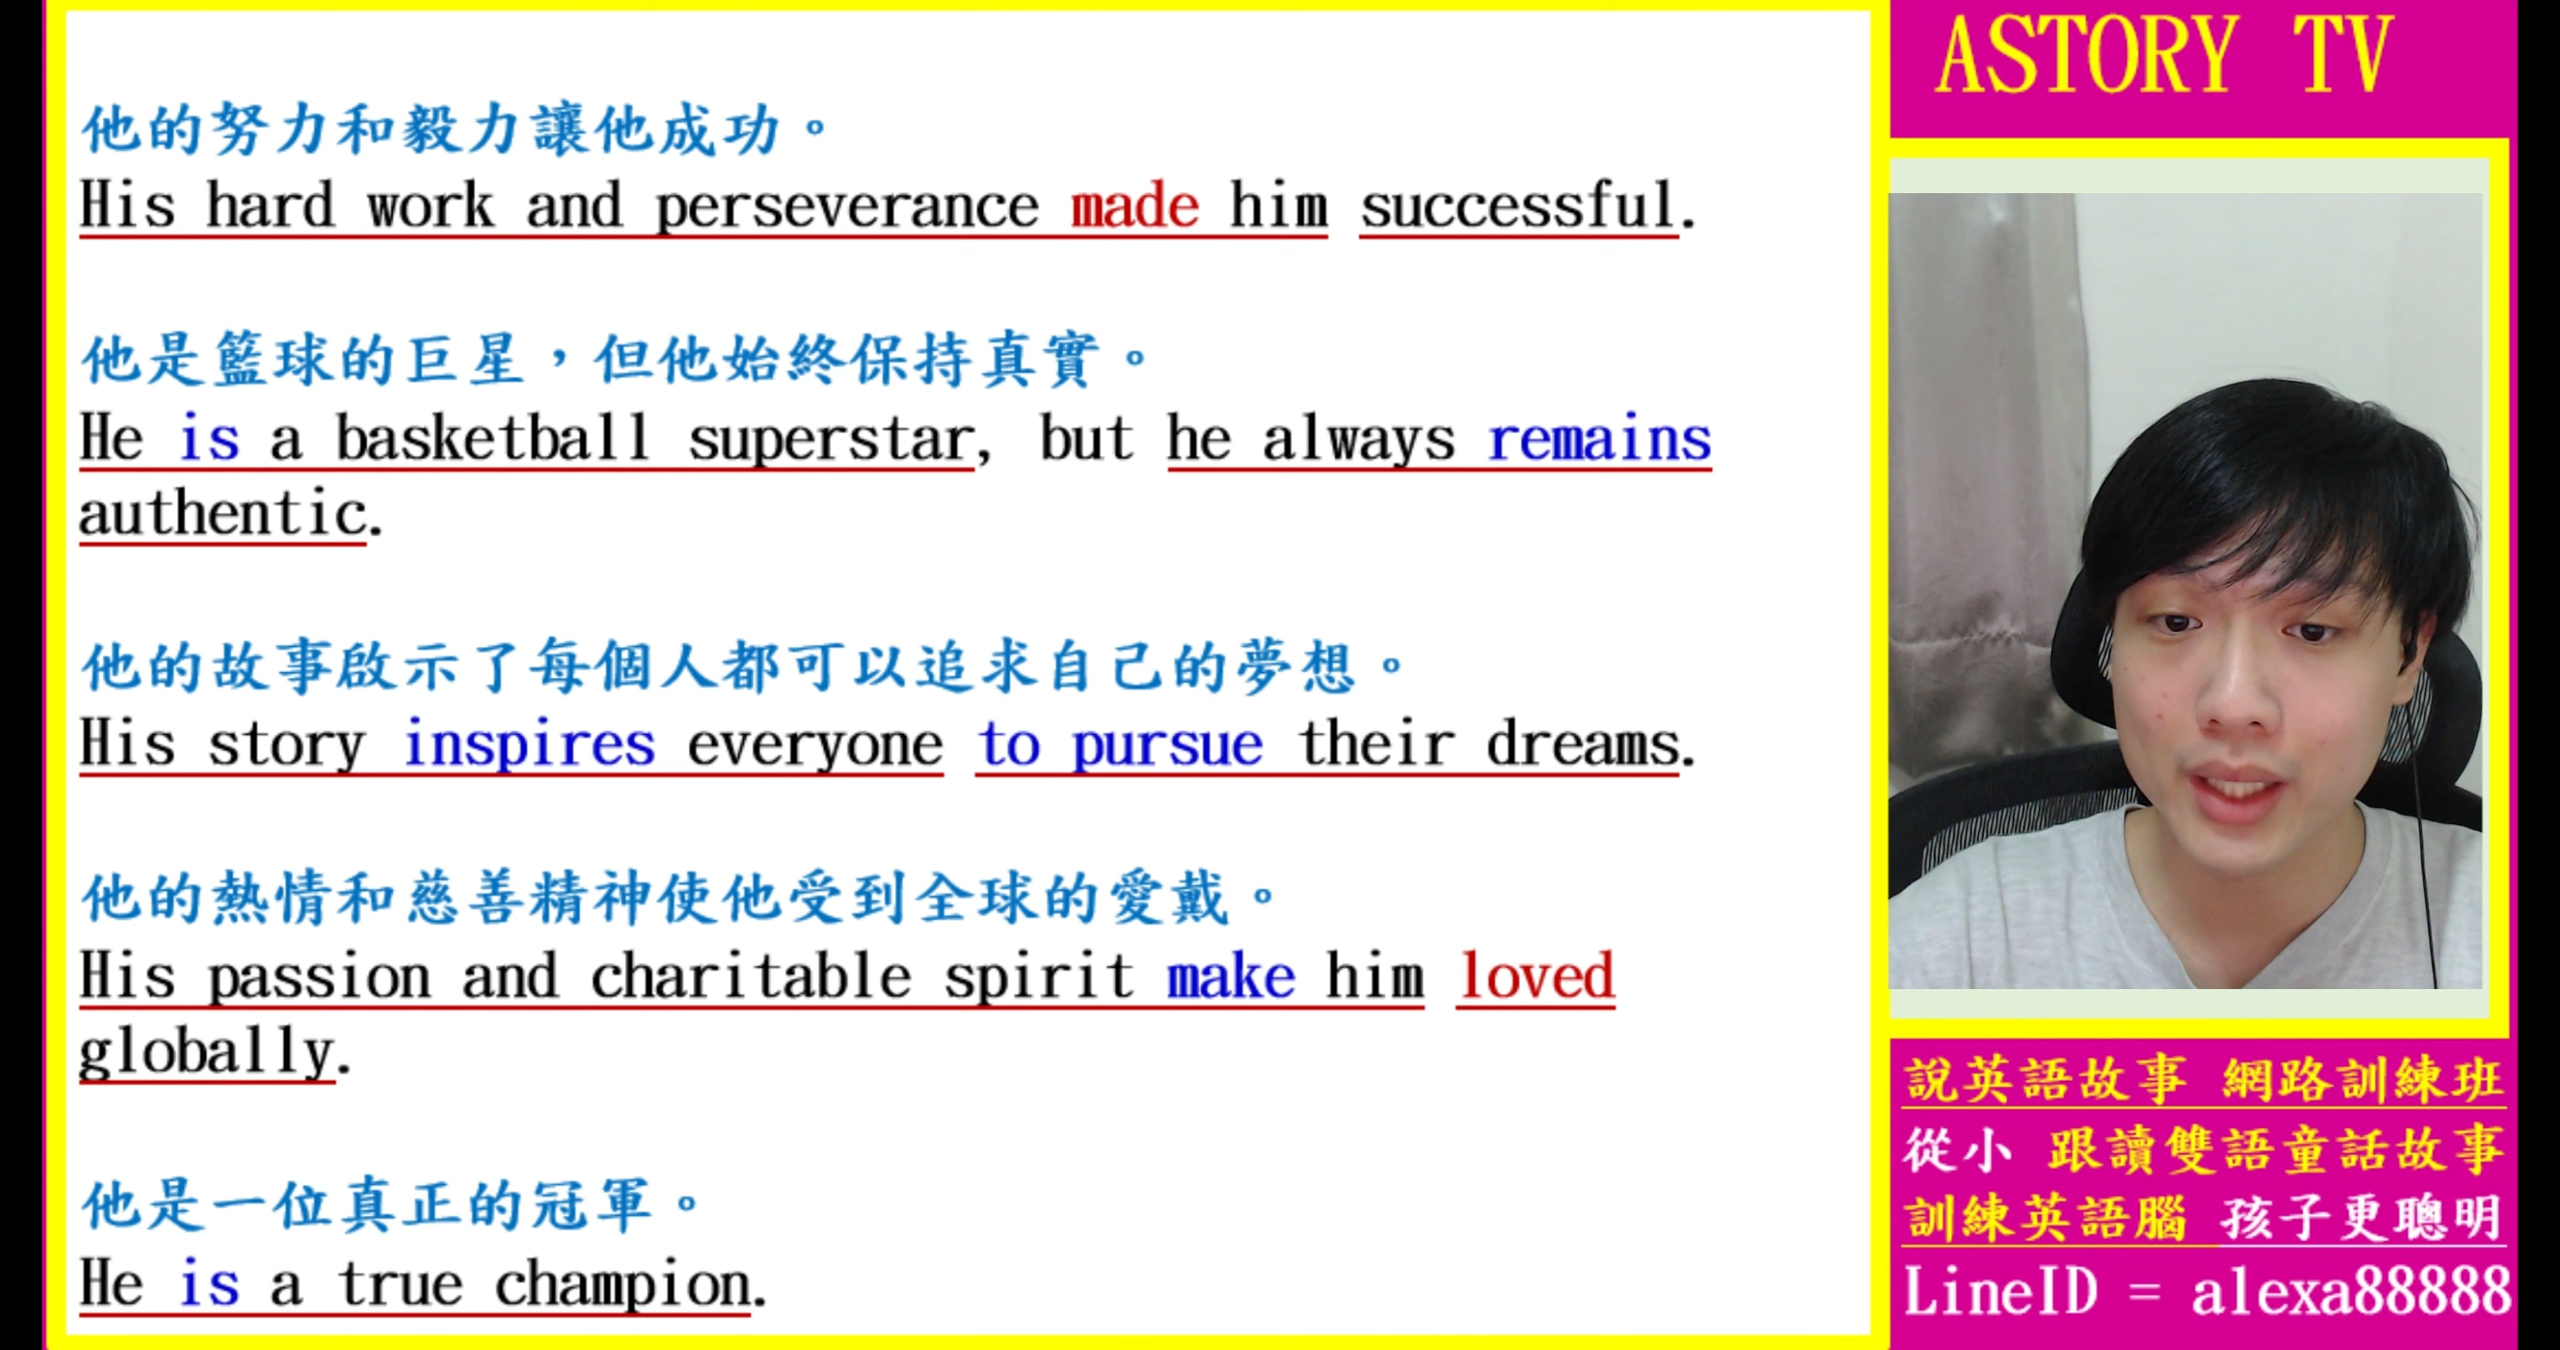 他的努力和毅力讓他成功。
His hard work and perseverance made him successful.
他是籃球的巨星，但他始終保持真實。
He is a basketball superstar, but he always remains
authentic.
他的故事啟示了每個人都可以追求自己的夢想。
His story inspires everyone to pursue their dreams.
他的熱情和慈善精神使他受到全球的愛戴。
His passion and charitable spirit make him loved
globally.
他是一位真正的冠軍。
He is a true champion.
ASTORY TV
說英語故事 網路訓練班
從小 跟讀雙語童話故事
訓練英語腦 孩子更聰明
LineID = alexa88888